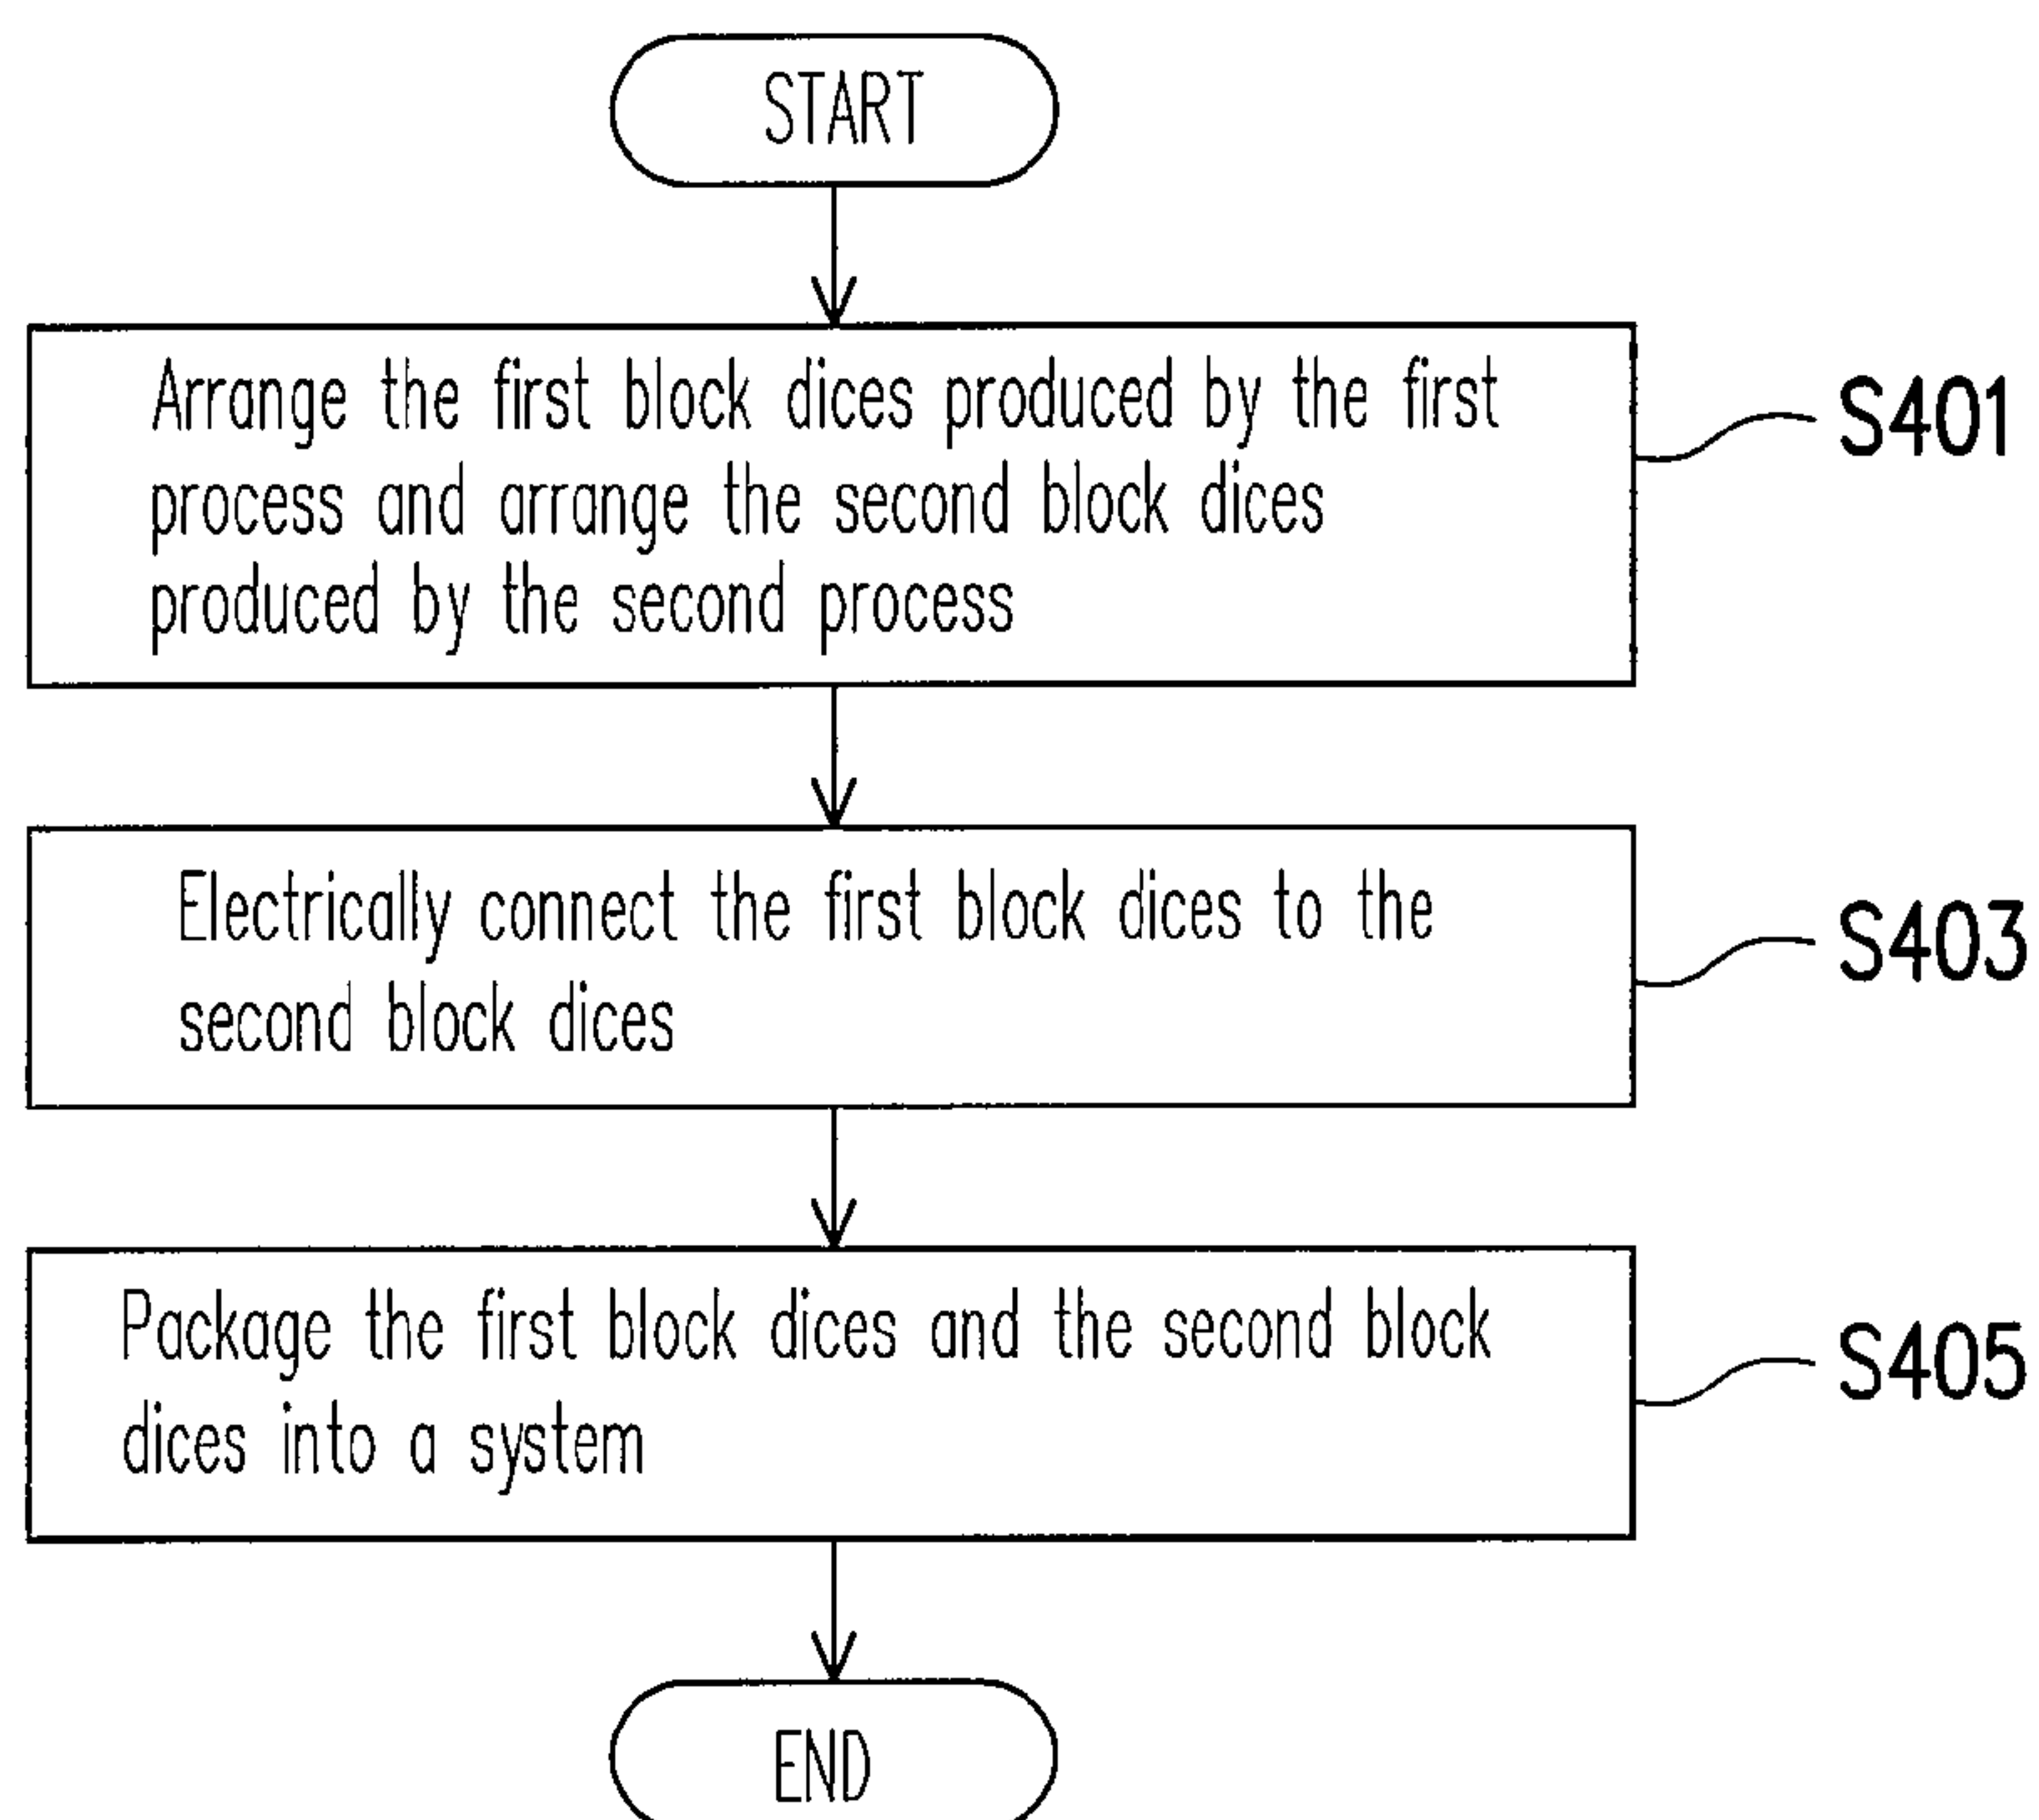 START
Arrange the first block dices produced by the first
process and arrange the second block dices
produced by the second process
S401
Electrically connect the first block dices to the
second block dices
S403
Package the first block dices and the second block
dices into a system
S405
END